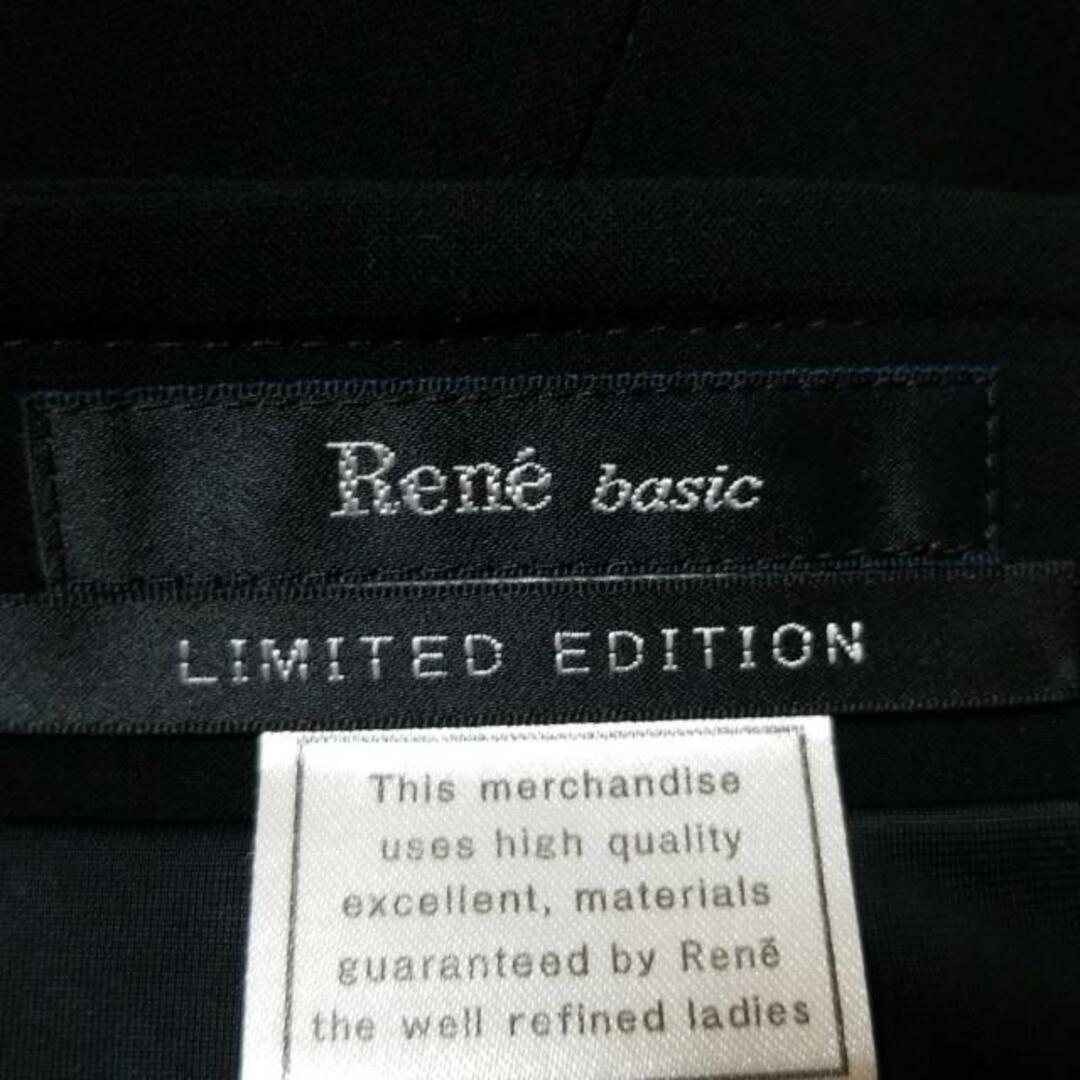 René basic
LIMITED EDITION
This merchandise
uses high quality
excellent, materials
guaranteed by René
the well refined ladies